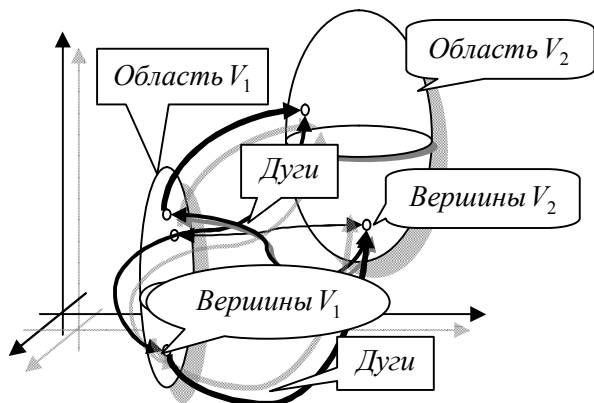 Область V₂
Область V₁
Дуги
Вершины V₂
Вершины V₁
Дуги